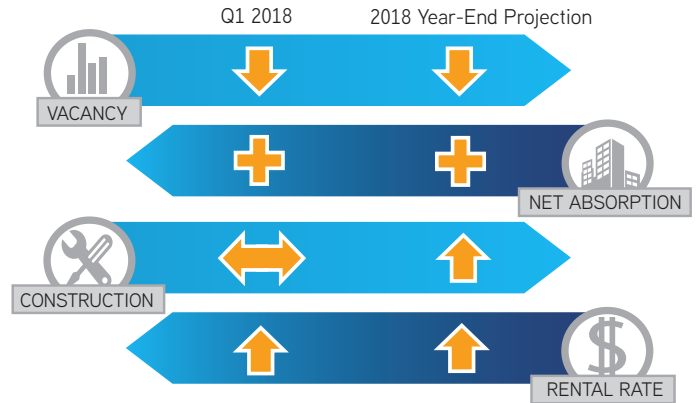 Q1 2018
2018 Year-End Projection
VACANCY
NET ABSORPTION
CONSTRUCTION
RENTAL RATE